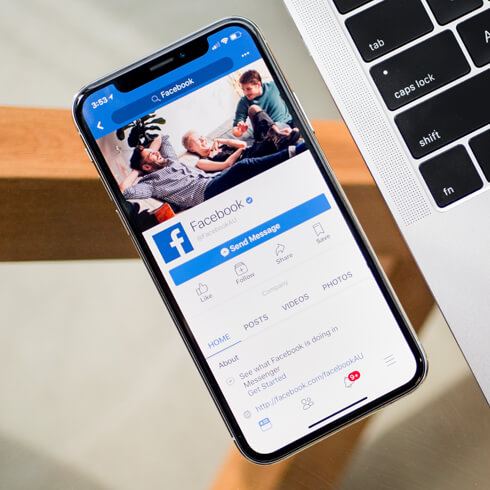 3:53
Facebook
Facebook
@FacebookAU
Send Message
Like
Follow
Share
Save
Company
HOME
POSTS
VIDEOS
PHOTOS
About
See what Facebook is doing in
Messenger
Get Started
http://facebook.com/facebookAU
9+
tab
caps lock
A
shift
fn